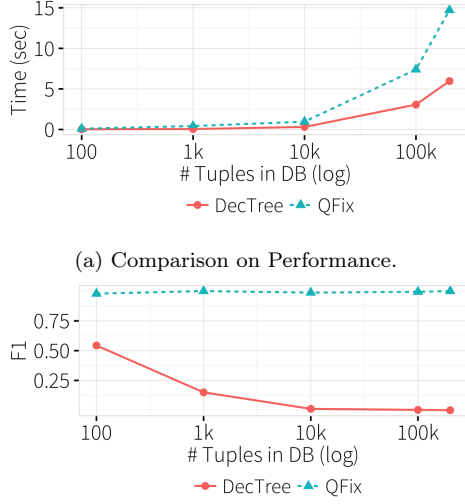 15
10
5
0
Time (sec)
100 1k 10k 100k
# Tuples in DB (log)
DecTree QFix
(a) Comparison on Performance.
0.75
0.50
0.25
F1
100 1k 10k 100k
# Tuples in DB (log)
DecTree QFix